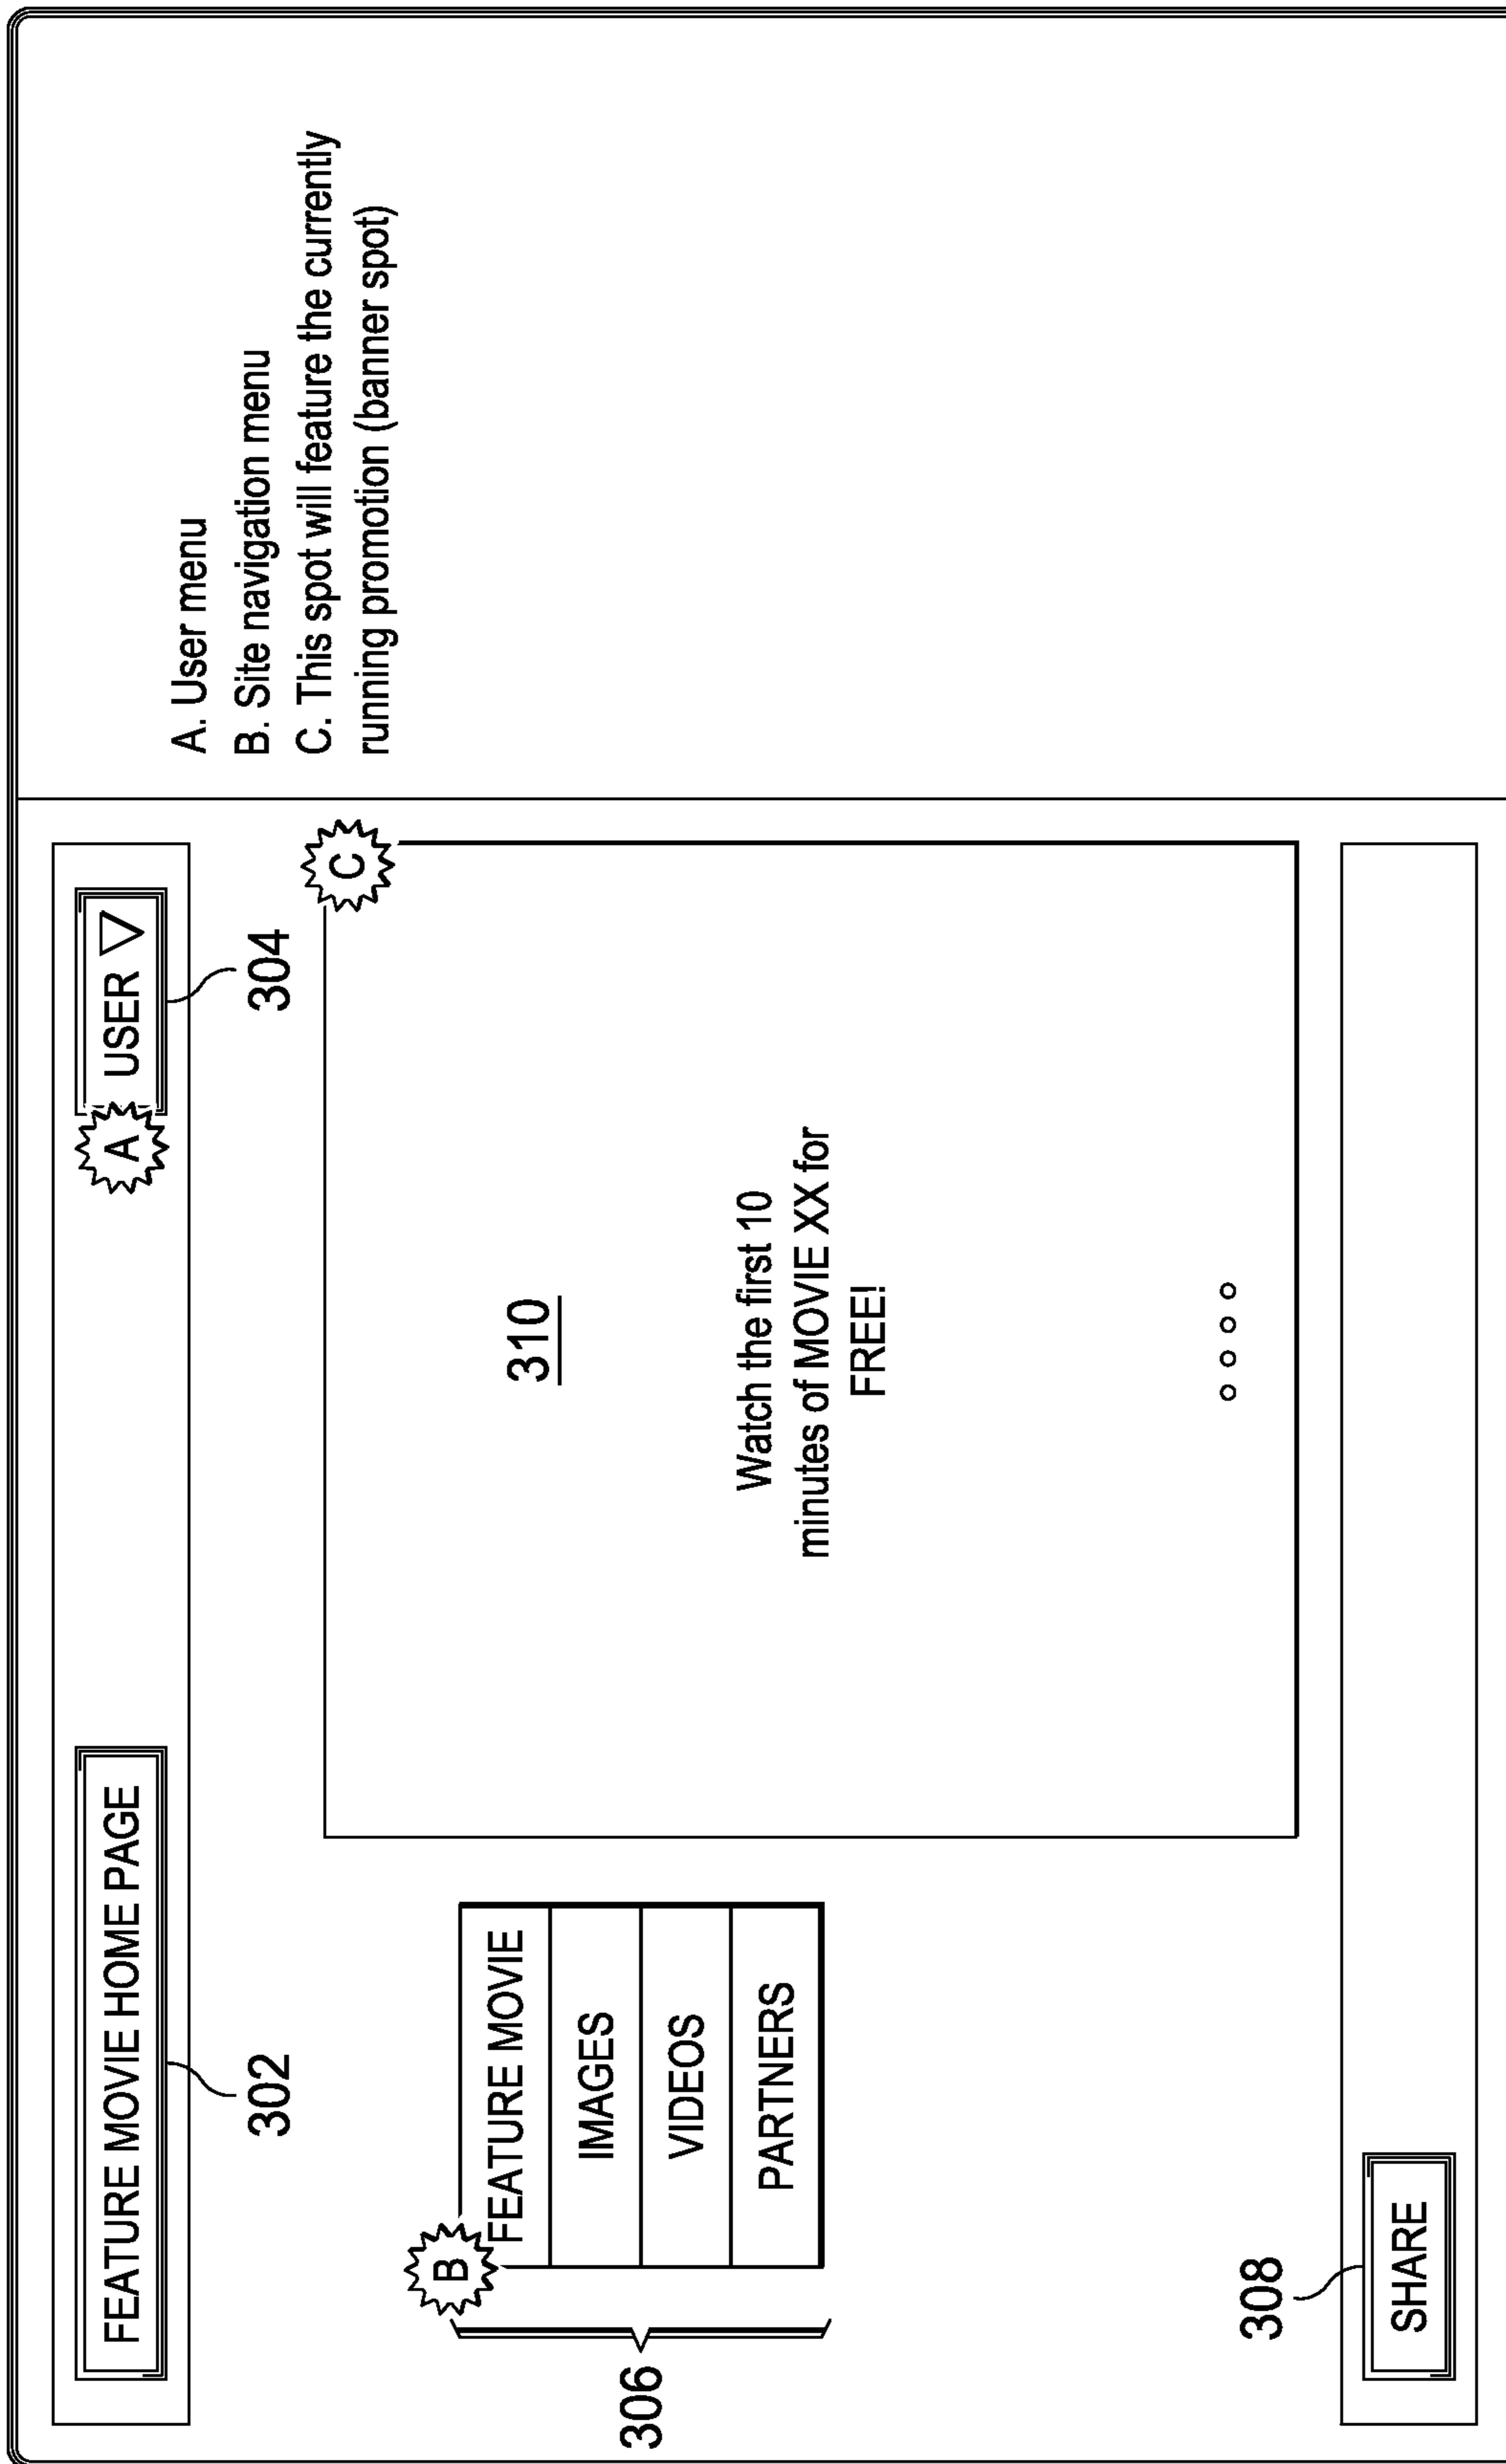 FEATURE MOVIE HOME PAGE
A
USER
302
304
B
FEATURE MOVIE
IMAGES
VIDEOS
PARTNERS
306
C
310
Watch the first 10
minutes of MOVIE XX for
FREE!
308
SHARE
A. User menu
B. Site navigation menu
C. This spot will feature the currently
running promotion (banner spot)